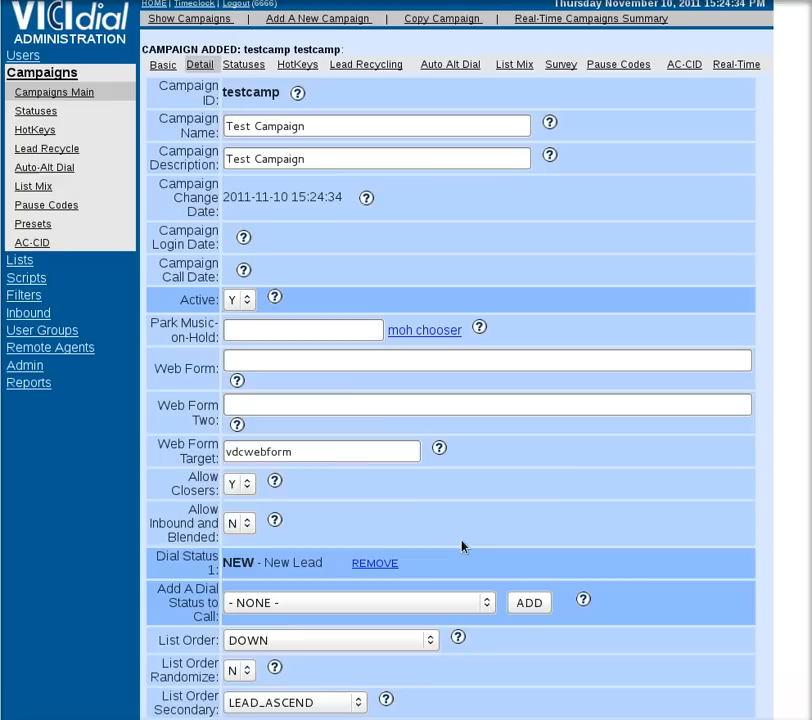 VICIdial
ADMINISTRATION
HOME | Timeclock | Logout (6666)
Thursday November 10, 2011 15:24:34 PM
Show Campaigns | Add A New Campaign | Copy Campaign | Real-Time Campaigns Summary
Users
Campaigns
Campaigns Main
Statuses
HotKeys
Lead Recycle
Auto-Alt Dial
List Mix
Pause Codes
Presets
AC-CID
Lists
Scripts
Filters
Inbound
User Groups
Remote Agents
Admin
Reports
CAMPAIGN ADDED: testcamp testcamp:
Basic Detail Statuses HotKeys Lead Recycling Auto Alt Dial List Mix Survey Pause Codes AC-CID Real-Time
Campaign
ID: testcamp ?
Campaign
Name: Test Campaign ?
Campaign
Description: Test Campaign ?
Campaign
Change
Date: 2011-11-10 15:24:34 ?
Campaign
Login Date: ?
Campaign
Call Date: ?
Active: Y ?
Park Music-
on-Hold: moh chooser ?
Web Form:
?
Web Form
Two:
?
Web Form
Target: vdcwebform ?
Allow
Closers: Y ?
Allow
Inbound and
Blended: N ?
Dial Status
1: NEW - New Lead REMOVE
Add A Dial
Status to
Call: - NONE - ADD ?
List Order: DOWN ?
List Order
Randomize: N ?
List Order
Secondary: LEAD_ASCEND ?